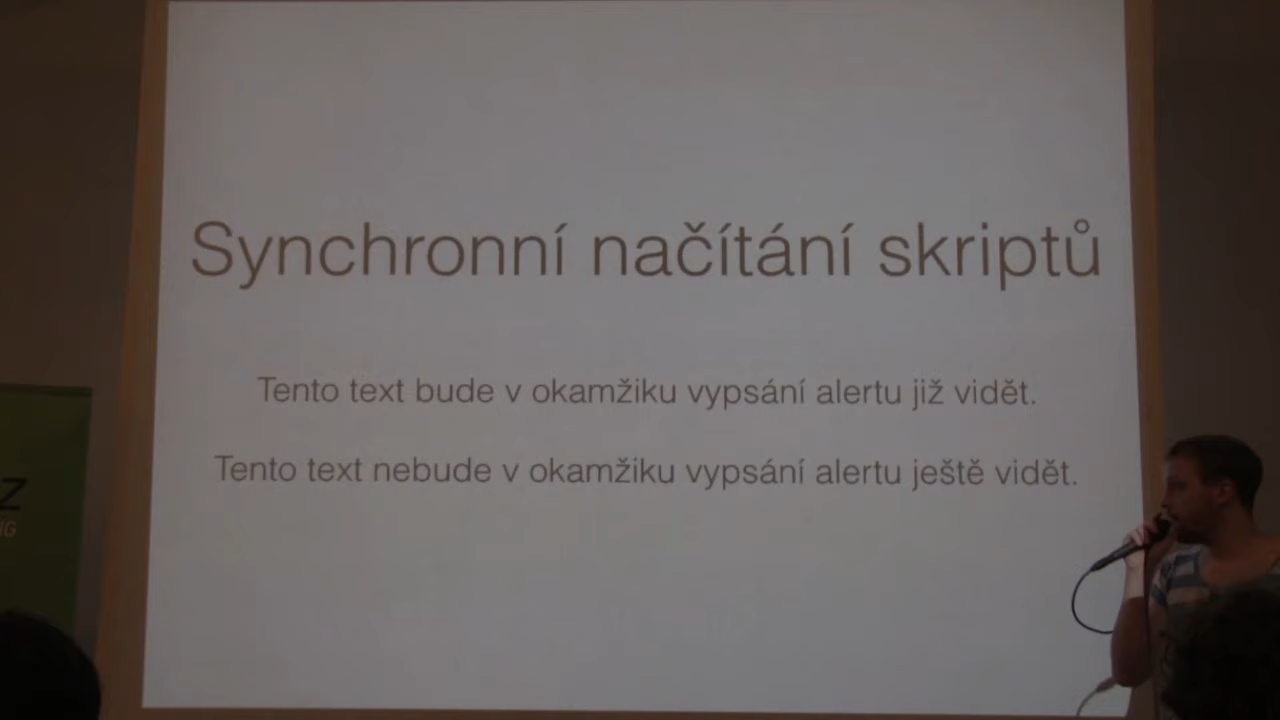 Synchronní načítání skriptů
Tento text bude v okamžiku vypsání alertu již vidět.
Tento text nebude v okamžiku vypsání alertu ještě vidět.
Z